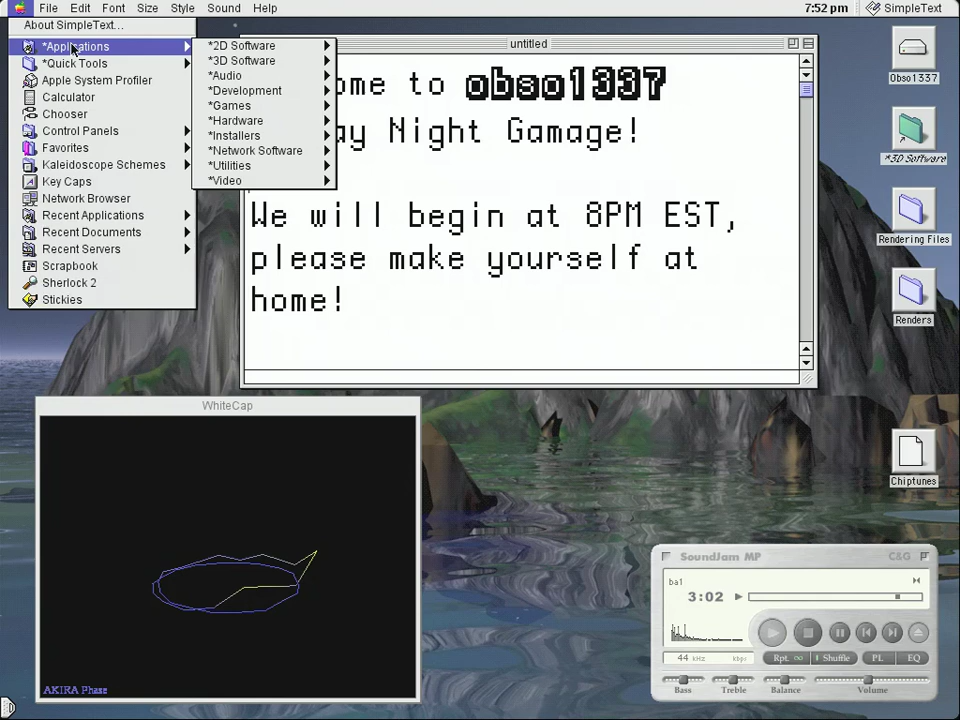 File Edit Font Size Style Sound Help 7:52 pm SimpleText
About SimpleText...
*Applications
*Quick Tools
Apple System Profiler
Calculator
Chooser
Control Panels
Favorites
Kaleidoscope Schemes
Key Caps
Network Browser
Recent Applications
Recent Documents
Recent Servers
Scrapbook
Sherlock 2
Stickies
*2D Software
*3D Software
*Audio
*Development
*Games
*Hardware
*Installers
*Network Software
*Utilities
*Video
untitled
ome to obso1337
ay Night Gamage!
We will begin at 8PM EST,
please make yourself at
home!
Obso1337
*3D Software
Rendering Files
Renders
Chiptunes
WhiteCap
AKIRA Phase
SoundJam MP C&G
ba1
3:02
44 kHz kbps
Rpt. ∞ Shuffle PL EQ
Bass Treble Balance Volume